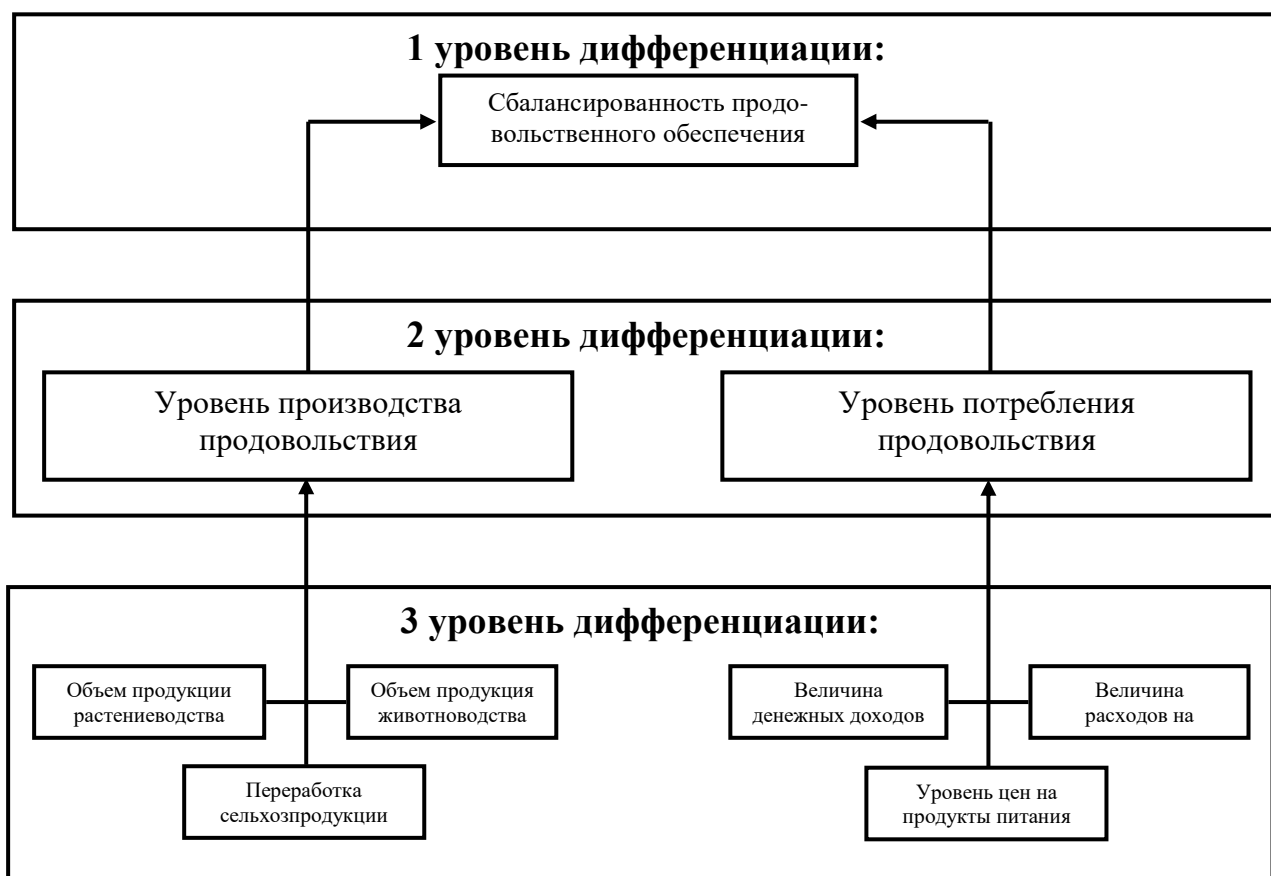 1 уровень дифференциации:
Сбалансированность продо-
вольственного обеспечения
2 уровень дифференциации:
Уровень производства
продовольствия
Уровень потребления
продовольствия
3 уровень дифференциации:
Объем продукции
растениеводства
Объем продукция
животноводства
Величина
денежных доходов
Величина
расходов на
Переработка
сельхозпродукции
Уровень цен на
продукты питания